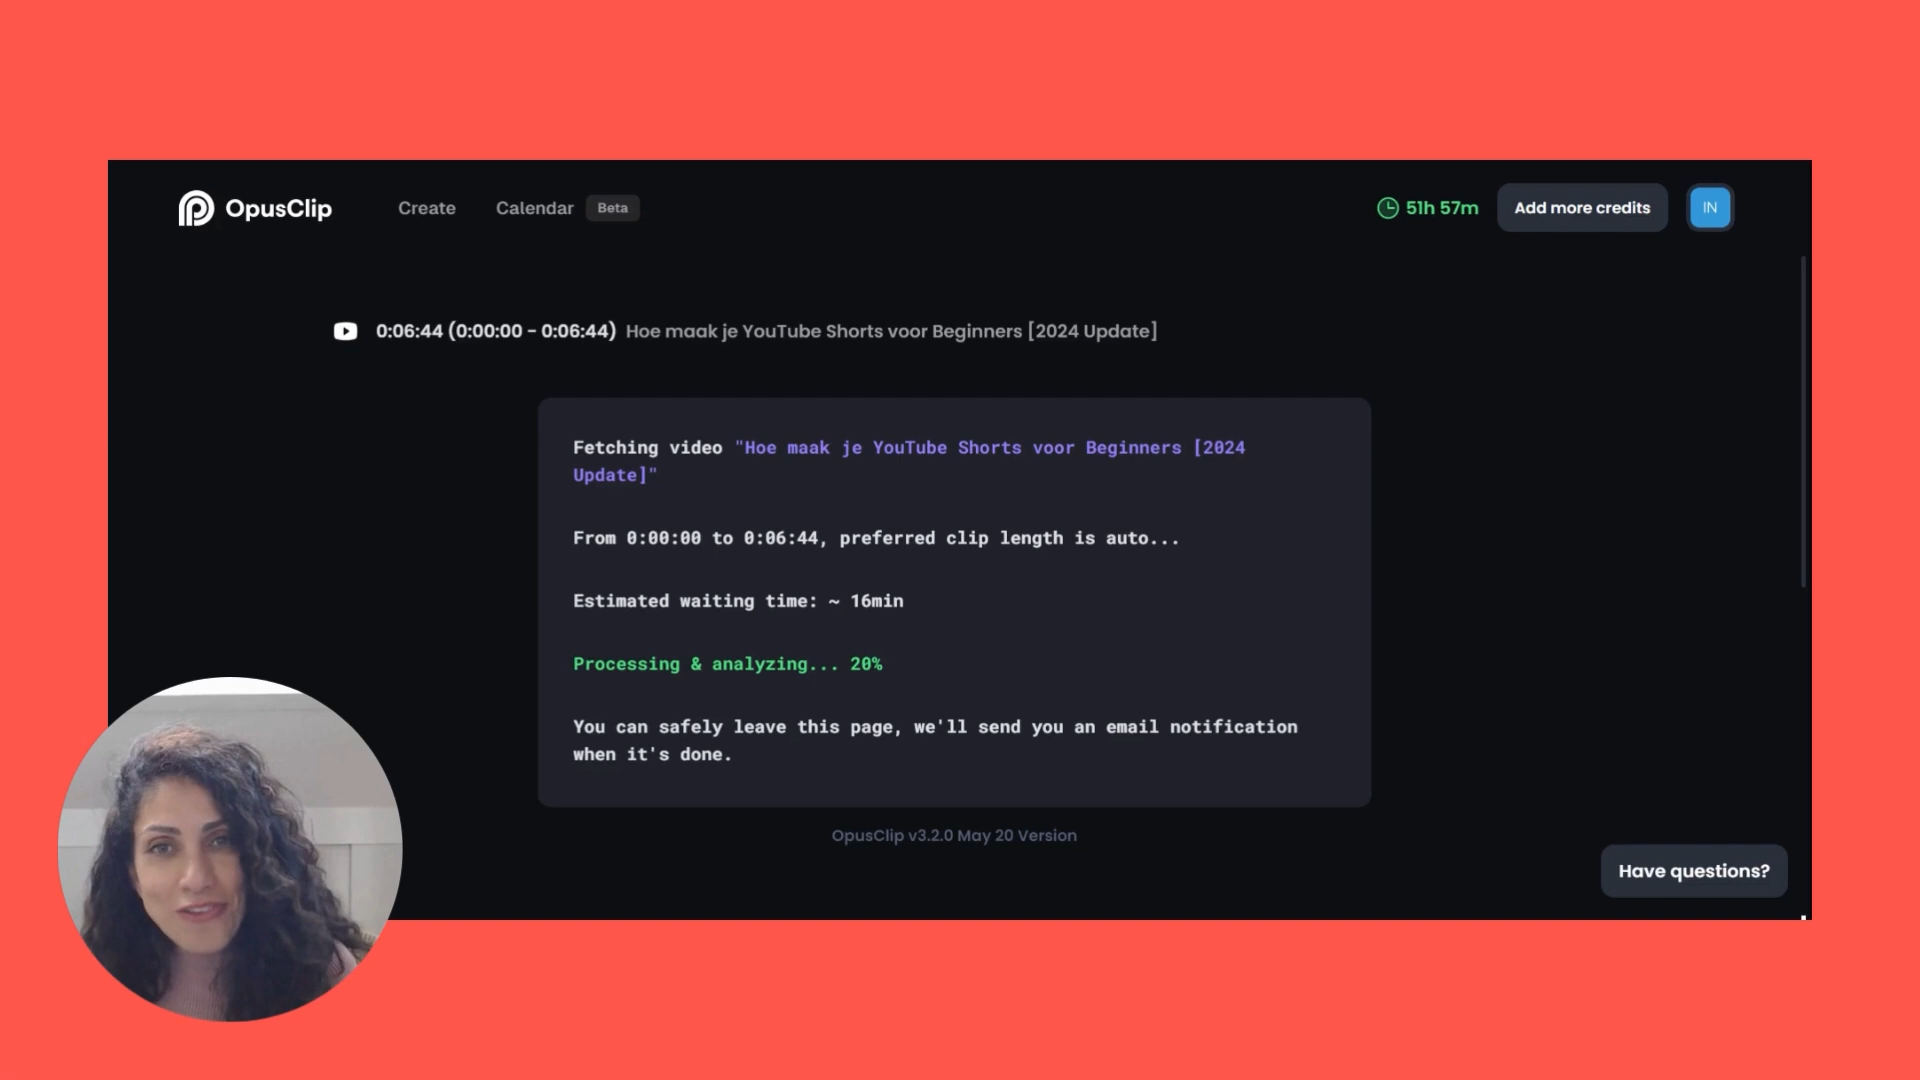 OpusClip
Create
Calendar
Beta
51h 57m
Add more credits
IN
0:06:44 (0:00:00 - 0:06:44) Hoe maak je YouTube Shorts voor Beginners [2024 Update]
Fetching video "Hoe maak je YouTube Shorts voor Beginners [2024
Update]"
From 0:00:00 to 0:06:44, preferred clip length is auto...
Estimated waiting time: ~ 16min
Processing & analyzing... 20%
You can safely leave this page, we'll send you an email notification
when it's done.
OpusClip v3.2.0 May 20 Version
Have questions?